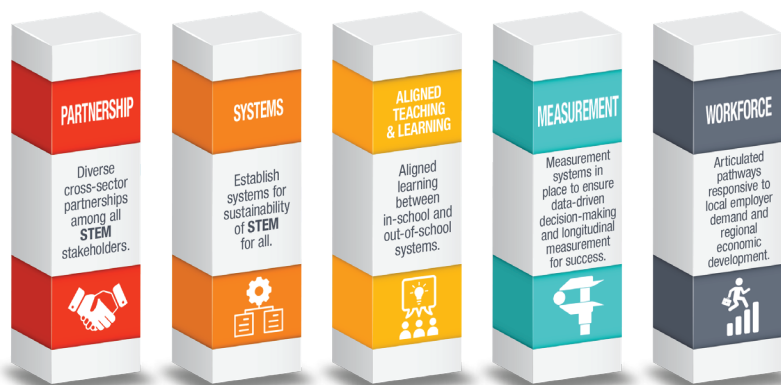 PARTNERSHIP
Diverse
cross-sector
partnerships
among all
STEM
stakeholders.
SYSTEMS
Establish
systems for
sustainability
of STEM
for all.
ALIGNED
TEACHING
& LEARNING
Aligned
learning
between
in-school and
out-of-school
systems.
MEASUREMENT
Measurement
systems in
place to ensure
data-driven
decision-making
and longitudinal
measurement
for success.
WORKFORCE
Articulated
pathways
responsive to
local employer
demand and
regional
economic
development.